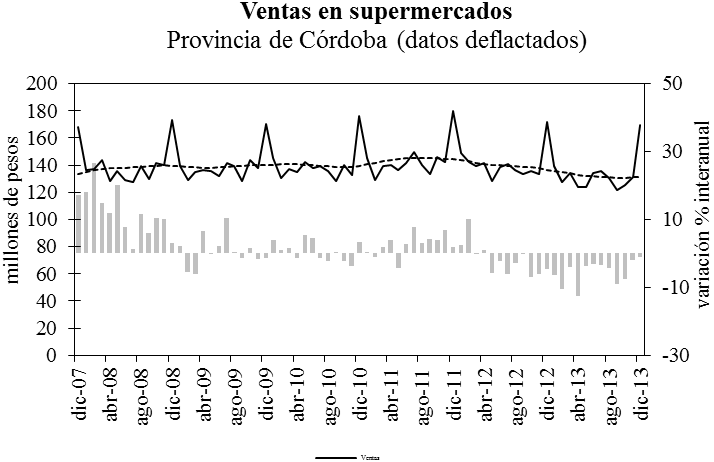 Ventas en supermercados
Provincia de Córdoba (datos deflactados)
200
180
160
140
120
100
80
60
40
20
0
millones de pesos
50
30
10
-10
-30
variación % interanual
dic-07
abr-08
ago-08
dic-08
abr-09
ago-09
dic-09
abr-10
ago-10
dic-10
abr-11
ago-11
dic-11
abr-12
ago-12
dic-12
abr-13
ago-13
dic-13
Ventas